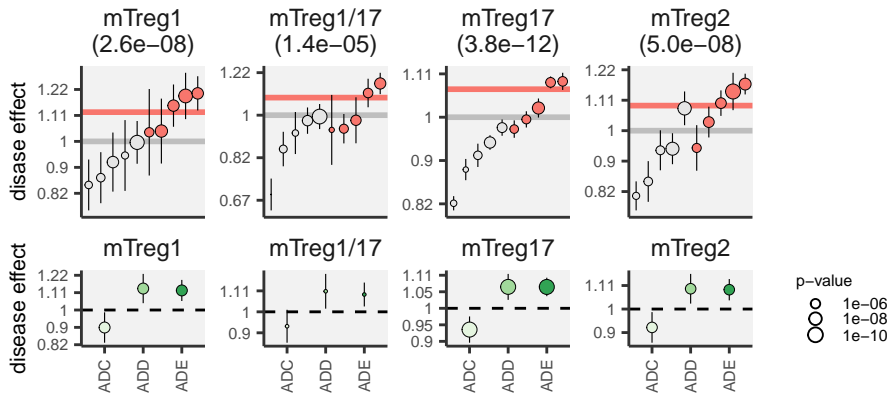 mTreg1 mTreg1/17 mTreg17 mTreg2
(2.6e−08) (1.4e−05) (3.8e−12) (5.0e−08)
disease effect
1.22
1.11
1
0.9
0.82
1.22
1
0.82
0.67
1.11
1
0.9
0.82
1.22
1.11
1
0.9
0.82
mTreg1 mTreg1/17 mTreg17 mTreg2
disease effect
1.22
1.11
1
0.9
0.82
1.11
1
0.9
1.11
1.05
1
0.95
0.9
1.22
1.11
1
0.9
0.82
ADC ADD ADE
ADC ADD ADE
ADC ADD ADE
ADC ADD ADE
p−value
1e−06
1e−08
1e−10